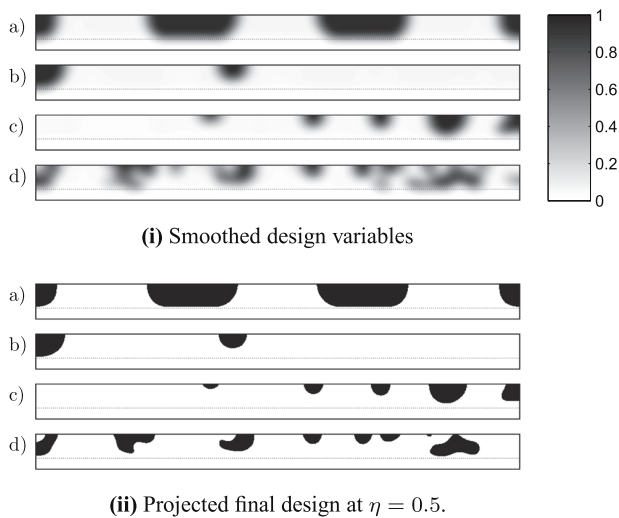 a)
b)
c)
d)
1
0.8
0.6
0.4
0.2
0
(i) Smoothed design variables
a)
b)
c)
d)
(ii) Projected final design at η = 0.5.